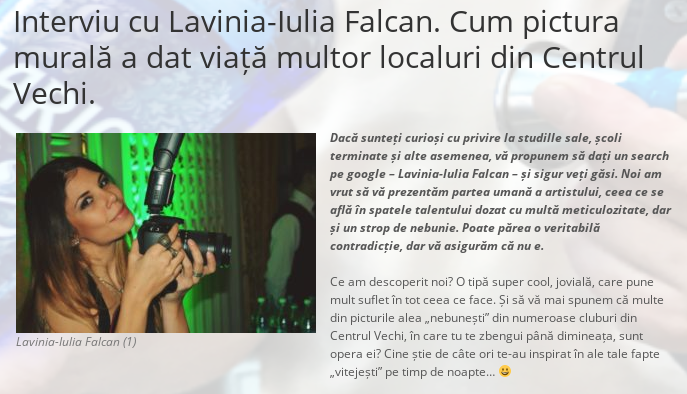 Interviu cu Lavinia-Iulia Falcan. Cum pictura
murală a dat viață multor localuri din Centrul
Vechi.
Dacă sunteți curioși cu privire la studille sale, școli
terminate și alte asemenea, vă propunem să dați un search
pe google – Lavinia-Iulia Falcan – și sigur veți găsi. Noi am
vrut să vă prezentăm partea umană a artistului, ceea ce se
află în spatele talentului dozat cu multă meticulozitate, dar
și un strop de nebunie. Poate părea o veritabilă
contradicție, dar vă asigurăm că nu e.
Ce am descoperit noi? O tipă super cool, jovială, care pune
mult suflet în tot ceea ce face. Și să vă mai spunem că multe
din picturile alea „nebunești” din numeroase cluburi din
Centrul Vechi, în care tu te zbengui până dimineața, sunt
opera ei? Cine știe de câte ori te-au inspirat în ale tale fapte
„vitejești” pe timp de noapte... 😀
Lavinia-Iulia Falcan (1)